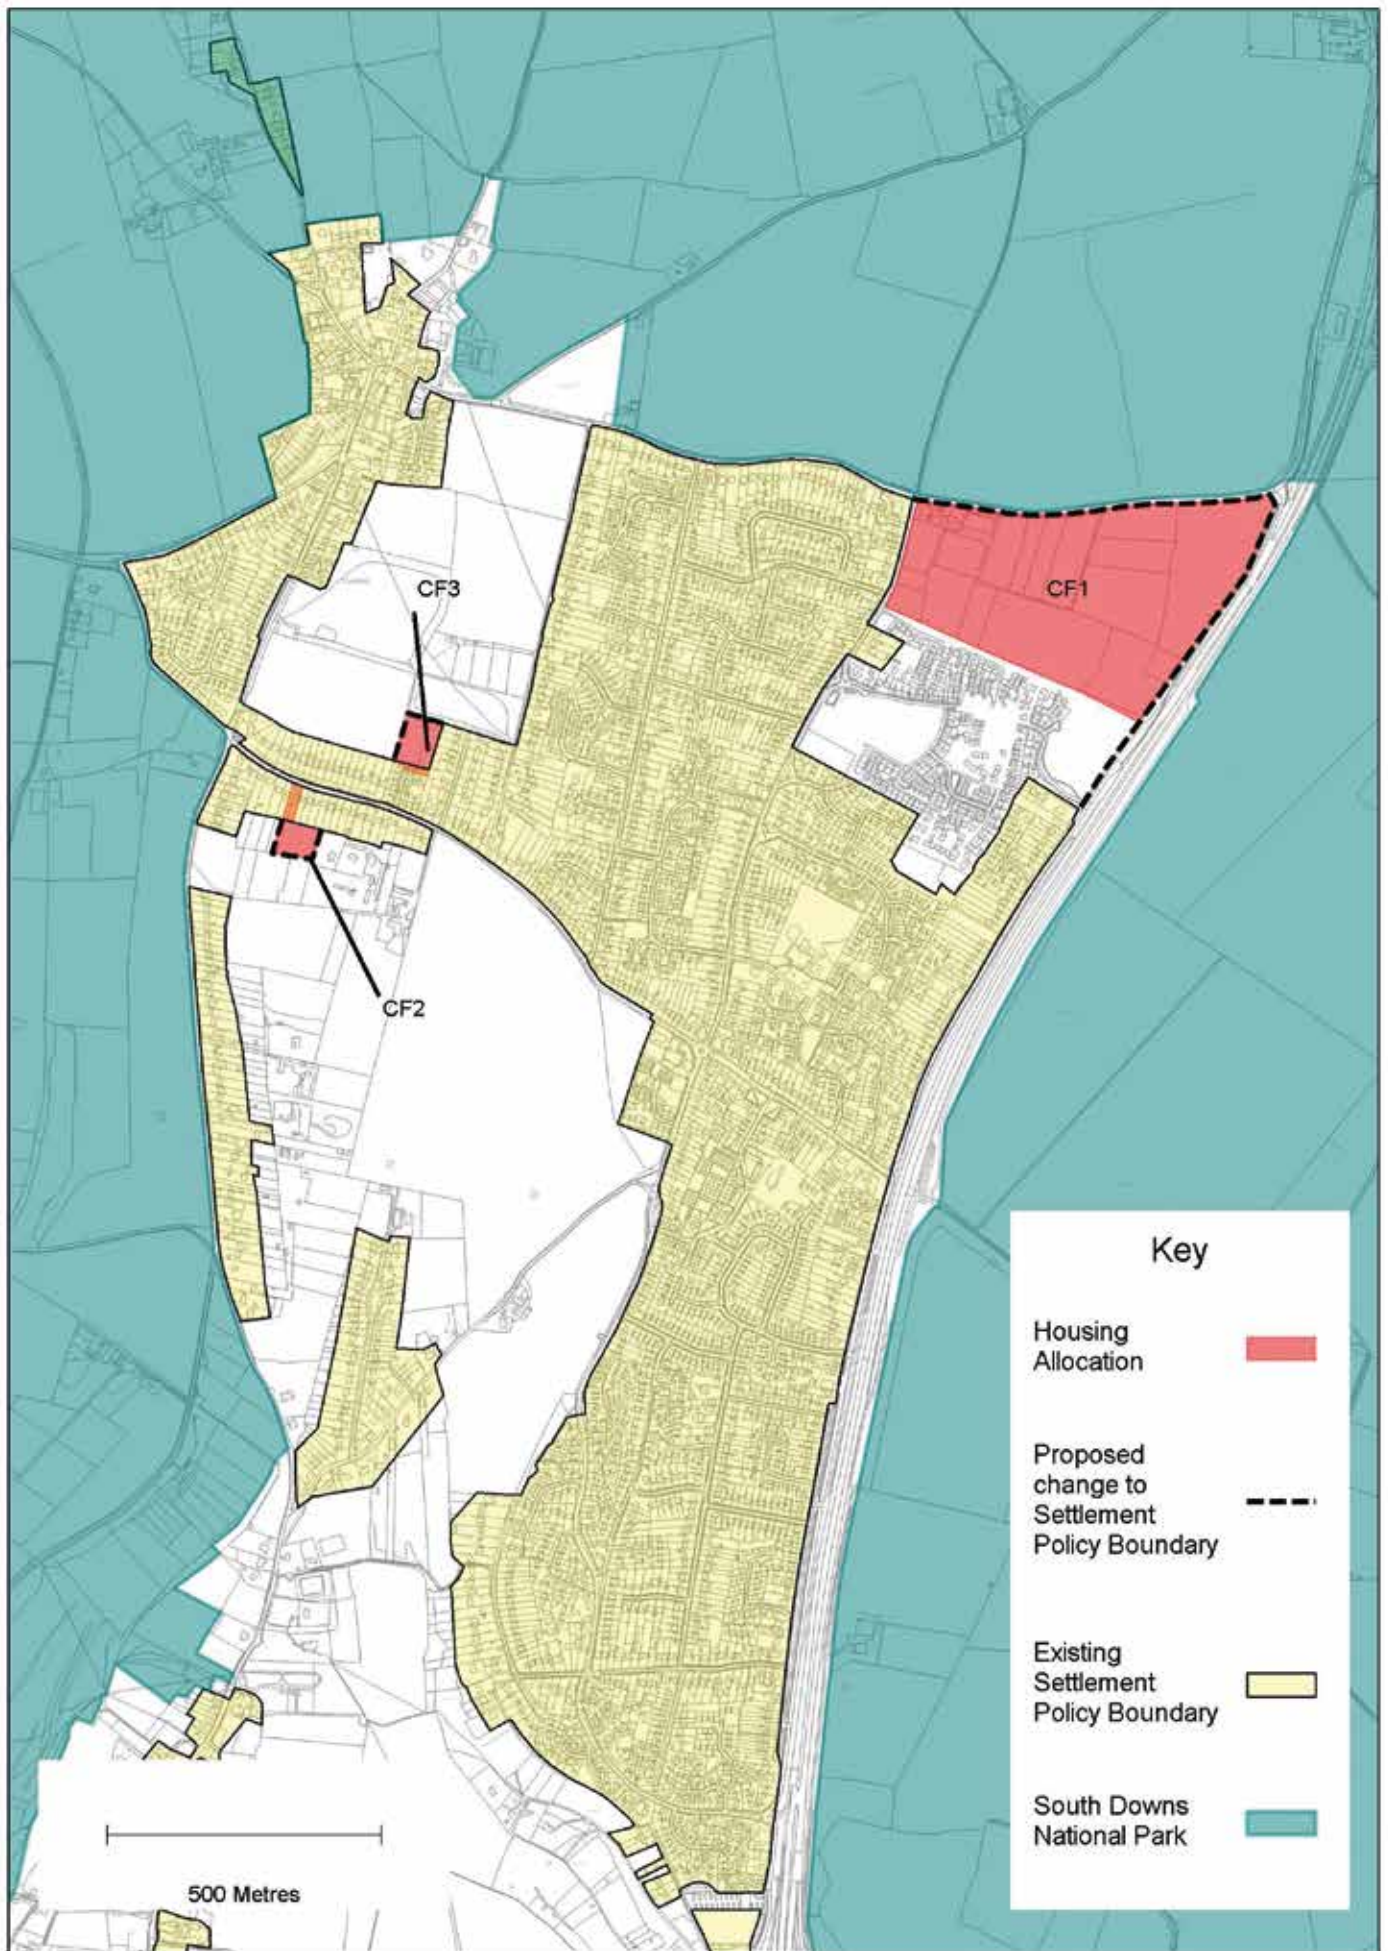 CF3
CF1
CF2
Key
Housing
Allocation
Proposed
change to
Settlement
Policy Boundary
Existing
Settlement
Policy Boundary
South Downs
National Park
500 Metres